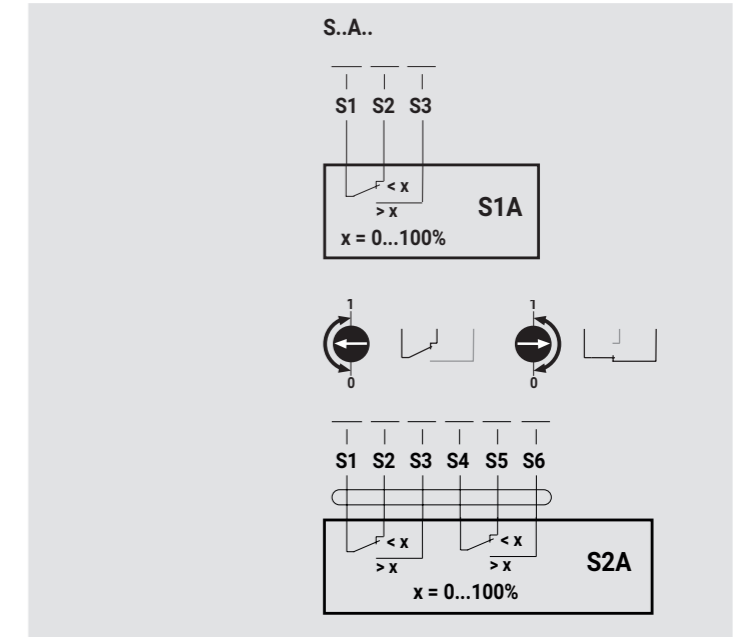 S..A..
S1 S2 S3
< x
> x
S1A
x = 0...100%
1 1
0 0
S1 S2 S3 S4 S5 S6
< x < x
> x > x
S2A
x = 0...100%